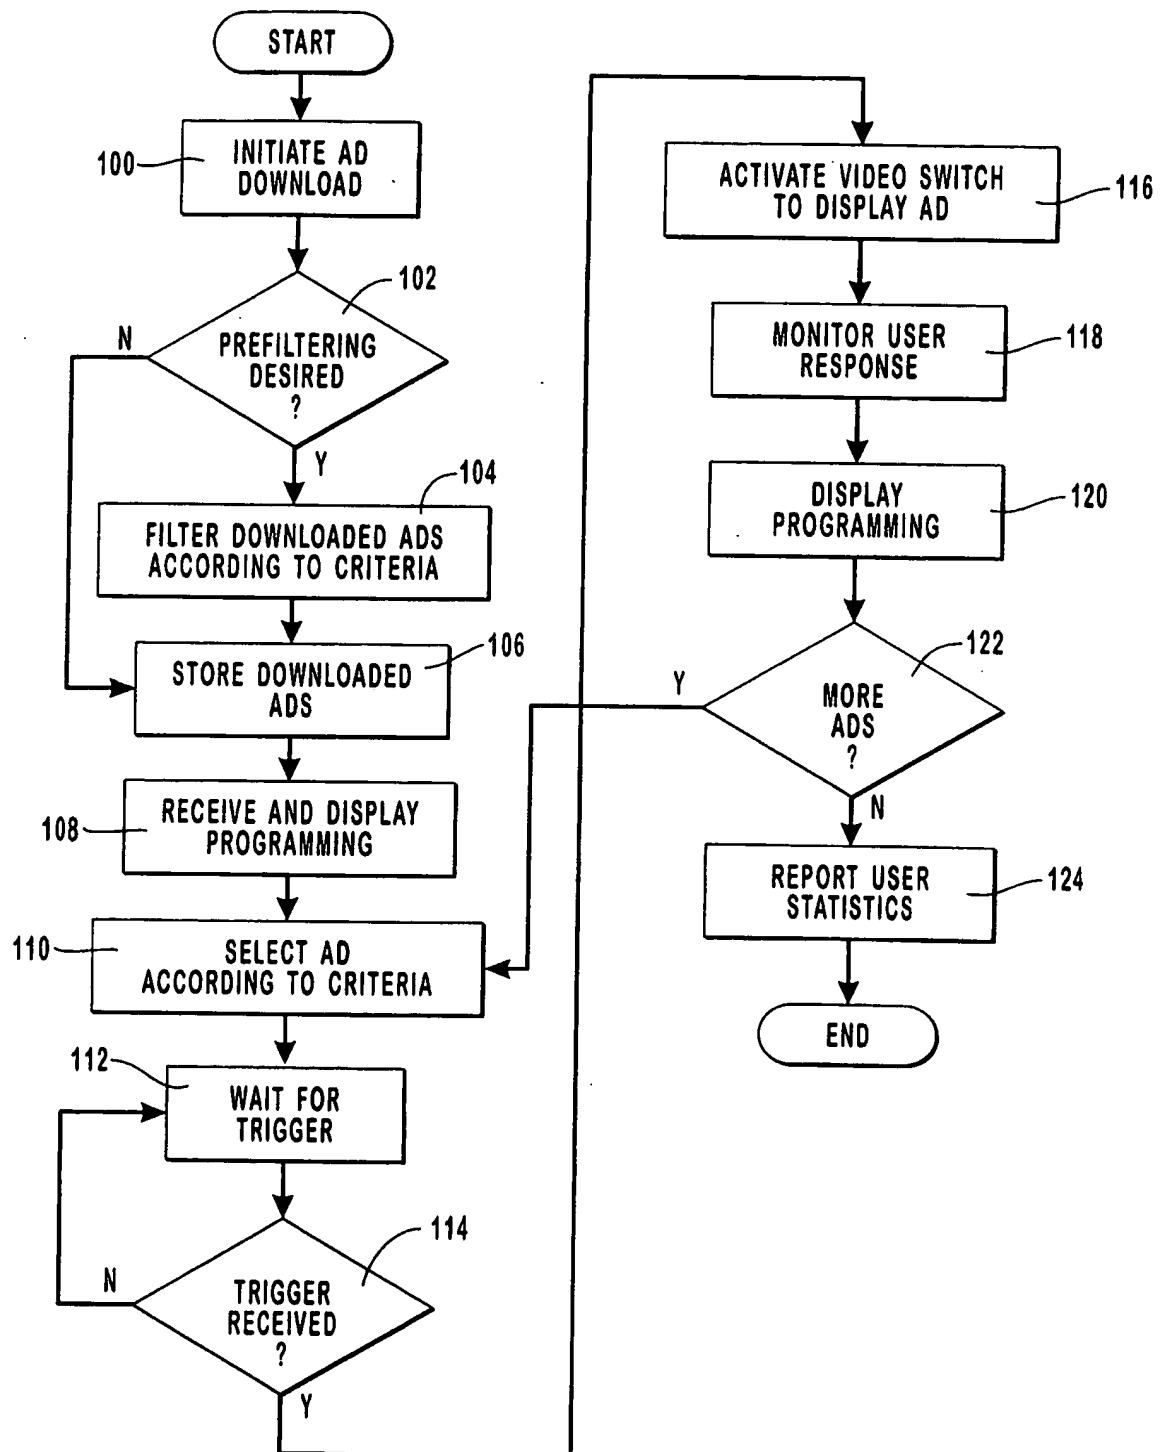 START
100
INITIATE AD
DOWNLOAD
102
N
PREFILTERING
DESIRED
?
Y
104
FILTER DOWNLOADED ADS
ACCORDING TO CRITERIA
106
STORE DOWNLOADED
ADS
108
RECEIVE AND DISPLAY
PROGRAMMING
110
SELECT AD
ACCORDING TO CRITERIA
112
WAIT FOR
TRIGGER
114
N
TRIGGER
RECEIVED
?
Y
ACTIVATE VIDEO SWITCH
TO DISPLAY AD
116
MONITOR USER
RESPONSE
118
DISPLAY
PROGRAMMING
120
122
Y
MORE
ADS
?
N
REPORT USER
STATISTICS
124
END